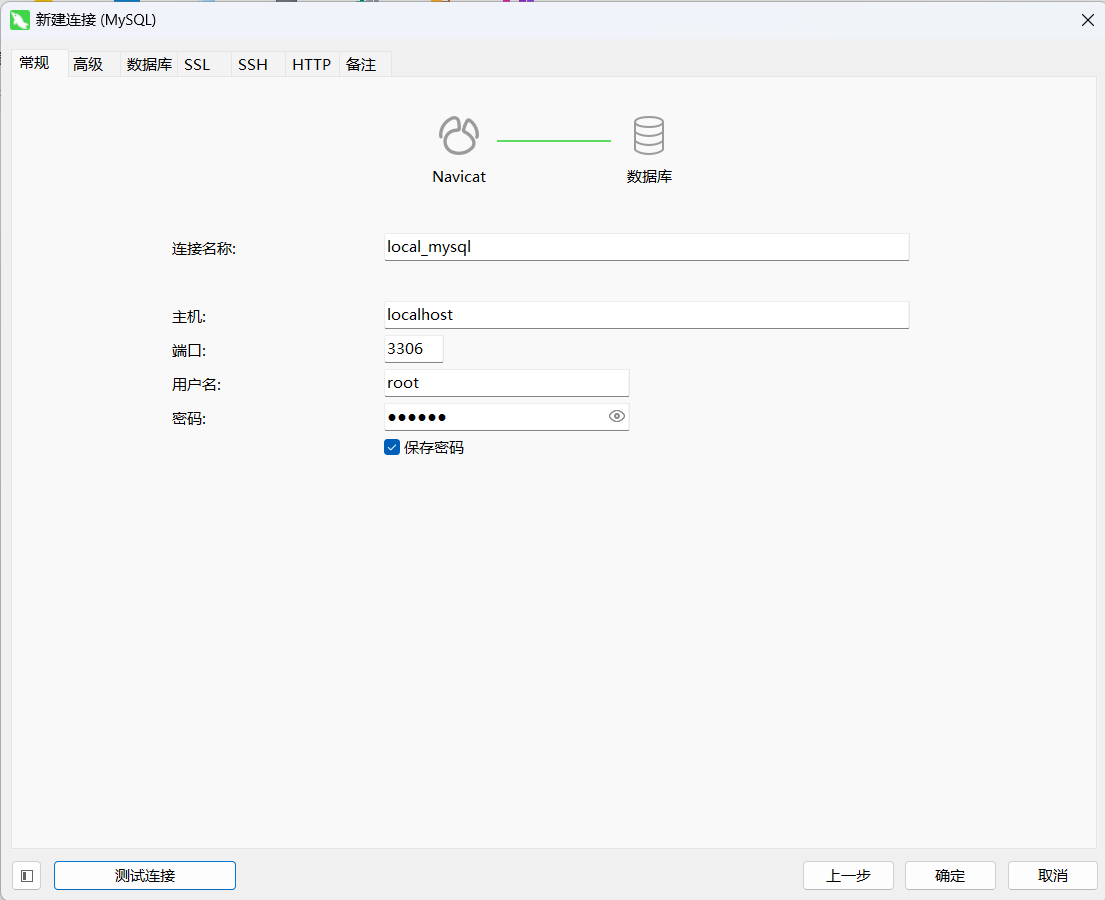 新建连接 (MySQL)
常规 高级 数据库 SSL SSH HTTP 备注
Navicat 数据库
连接名称: local_mysql
主机: localhost
端口: 3306
用户名: root
密码: ●●●●●●
保存密码
测试连接 上一步 确定 取消